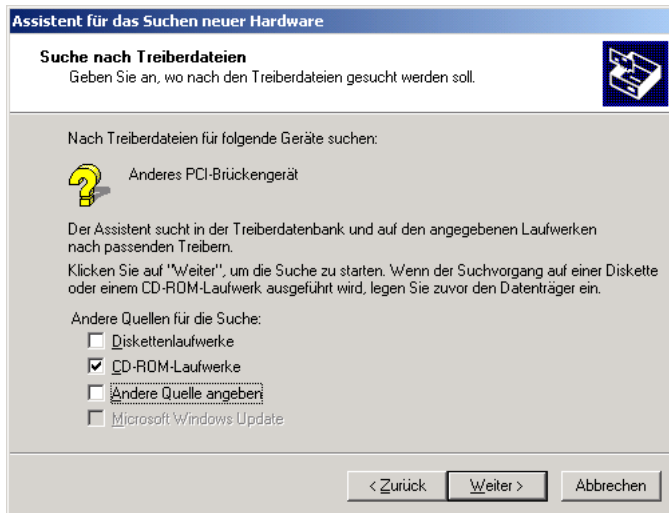 Assistent für das Suchen neuer Hardware
Suche nach Treiberdateien
Geben Sie an, wo nach den Treiberdateien gesucht werden soll.
Nach Treiberdateien für folgende Geräte suchen:
Anderes PCI-Brückengerät
Der Assistent sucht in der Treiberdatenbank und auf den angegebenen Laufwerken
nach passenden Treibern.
Klicken Sie auf "Weiter", um die Suche zu starten. Wenn der Suchvorgang auf einer Diskette
oder einem CD-ROM-Laufwerk ausgeführt wird, legen Sie zuvor den Datenträger ein.
Andere Quellen für die Suche:
Diskettenlaufwerke
CD-ROM-Laufwerke
Andere Quelle angeben
Microsoft Windows Update
< Zurück Weiter > Abbrechen